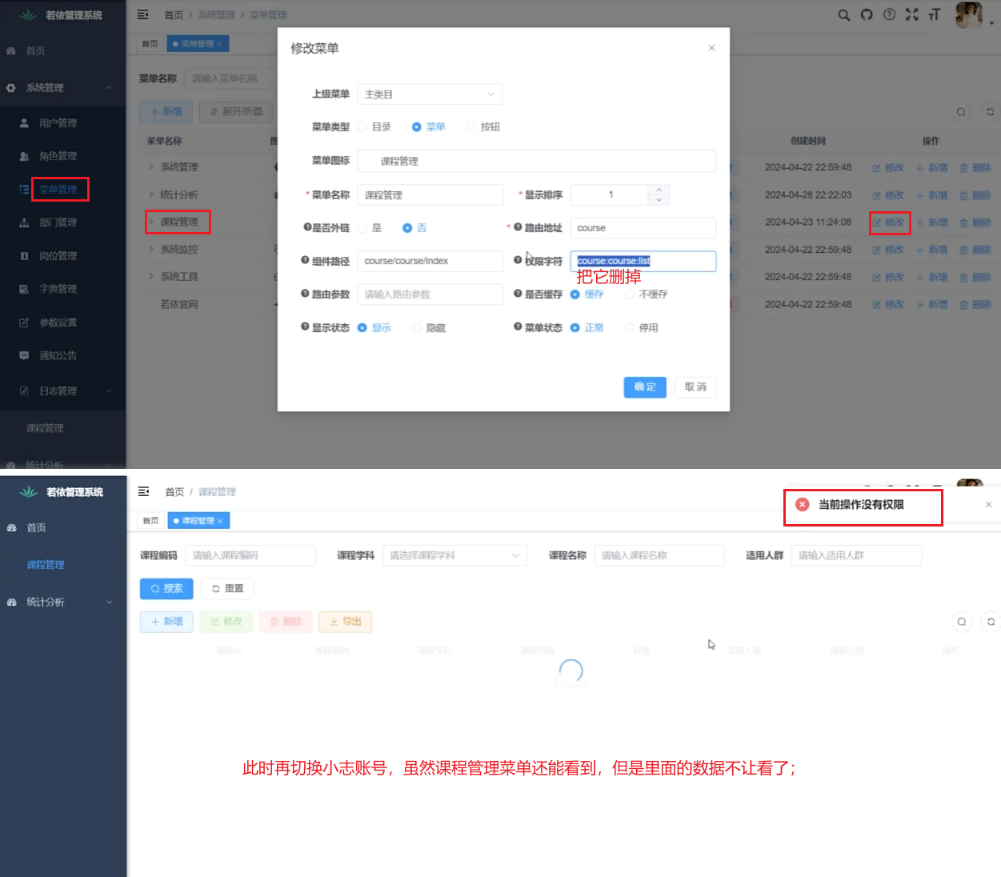 若依管理系统
首页 / 系统管理 / 菜单管理
首页
菜单管理 ×
首页
系统管理
用户管理
角色管理
菜单管理
部门管理
岗位管理
字典管理
参数设置
通知公告
日志管理
课程管理
统计分析
菜单名称 请输入菜单名称
+ 新增 展开/折叠
菜单名称 创建时间 操作
系统管理 2024-04-22 22:59:48 修改 + 新增 删除
统计分析 2024-04-28 22:22:03 修改 + 新增 删除
课程管理 2024-04-23 11:24:08 修改 + 新增 删除
系统监控 2024-04-22 22:59:48 修改 + 新增 删除
系统工具 2024-04-22 22:59:48 修改 + 新增 删除
若依官网 2024-04-22 22:59:48 修改 + 新增 删除
修改菜单 ×
上级菜单 主类目
菜单类型 目录 菜单 按钮
菜单图标 课程管理
* 菜单名称 课程管理 * 显示排序 1
是否外链 是 否 * 路由地址 course
组件路径 course/course/index 权限字符 course:course:list
把它删掉
路由参数 请输入路由参数 是否缓存 缓存 不缓存
显示状态 显示 隐藏 菜单状态 正常 停用
确定 取消
若依管理系统
首页 / 课程管理
当前操作没有权限 ×
首页
课程管理 ×
首页
课程管理
统计分析
课程编码 请输入课程编码 课程学科 请选择课程学科 课程名称 请输入课程名称 适用人群 请输入适用人群
搜索 重置
+ 新增 修改 删除 导出
此时再切换小志账号，虽然课程管理菜单还能看到，但是里面的数据不让看了；